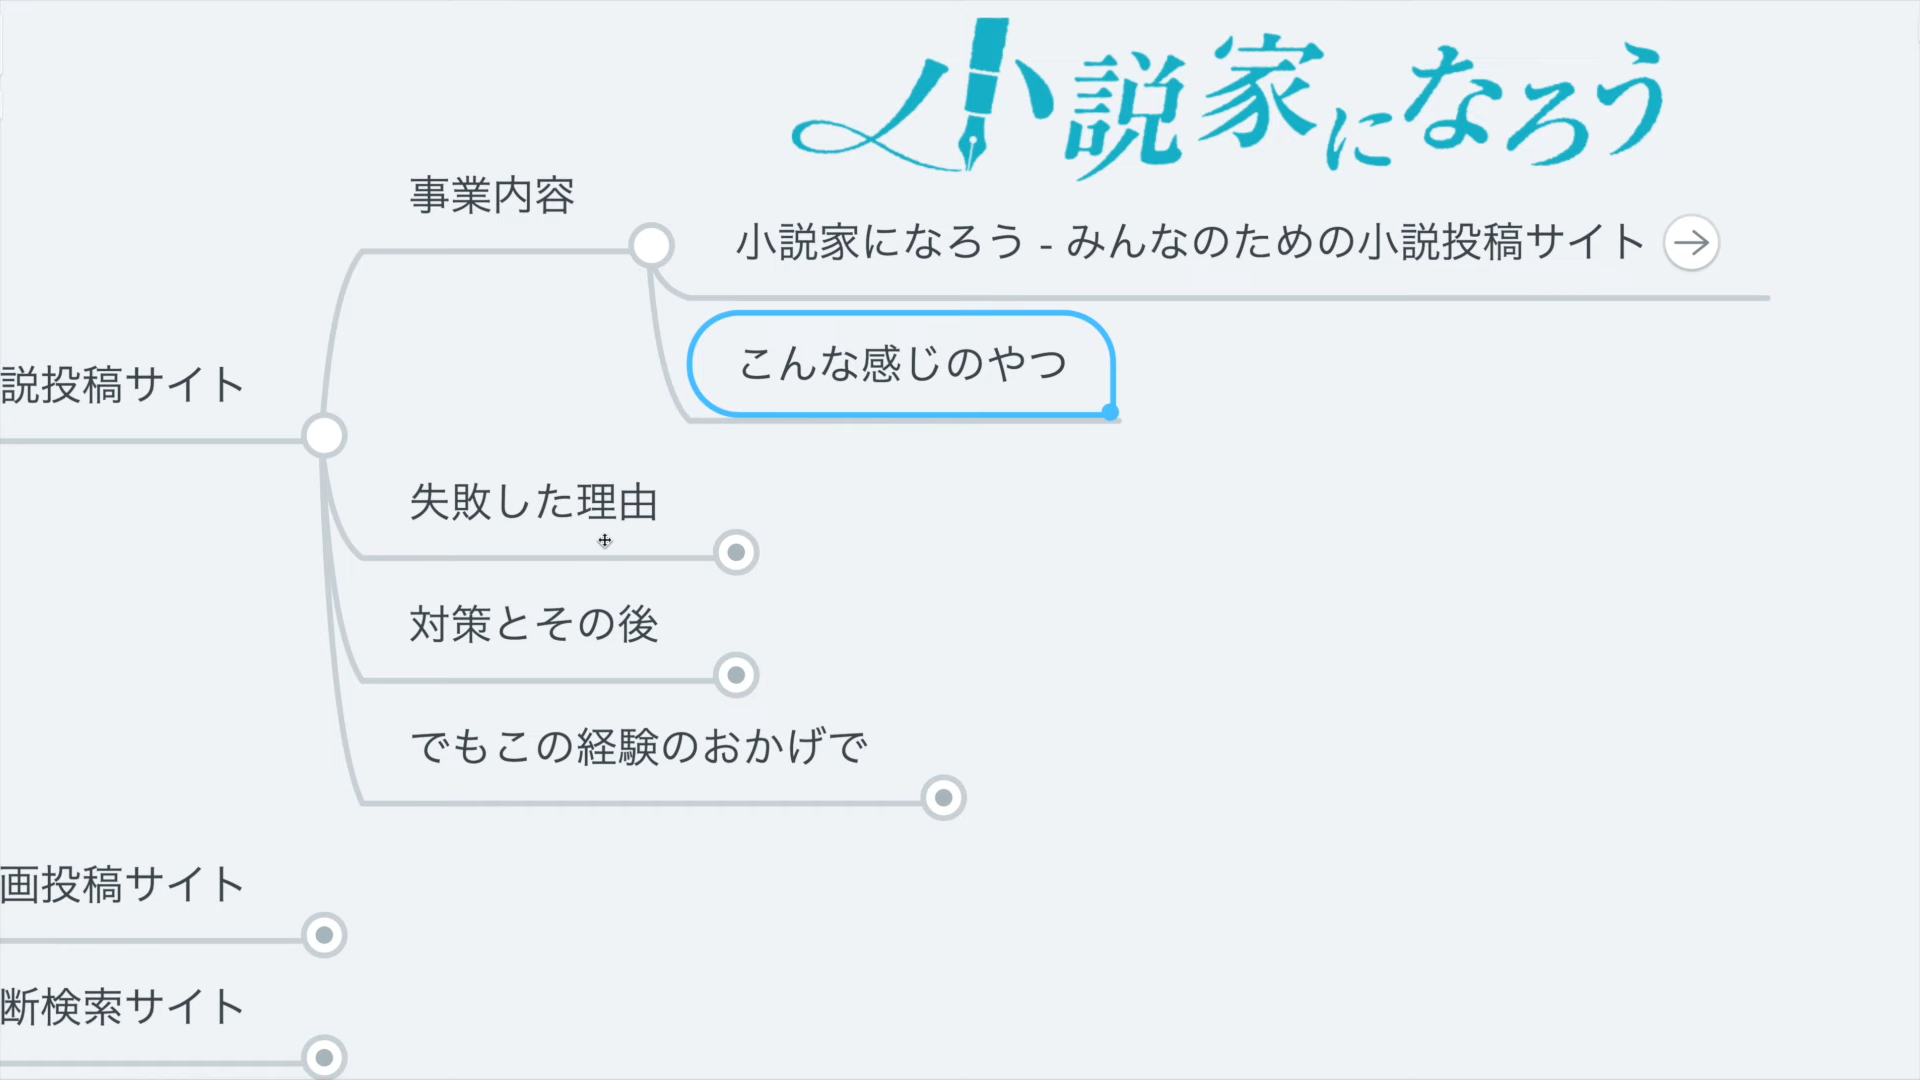 小説家になろう
事業内容
小説家になろう - みんなのための小説投稿サイト
こんな感じのやつ
説投稿サイト
失敗した理由
対策とその後
でもこの経験のおかげで
画投稿サイト
断検索サイト